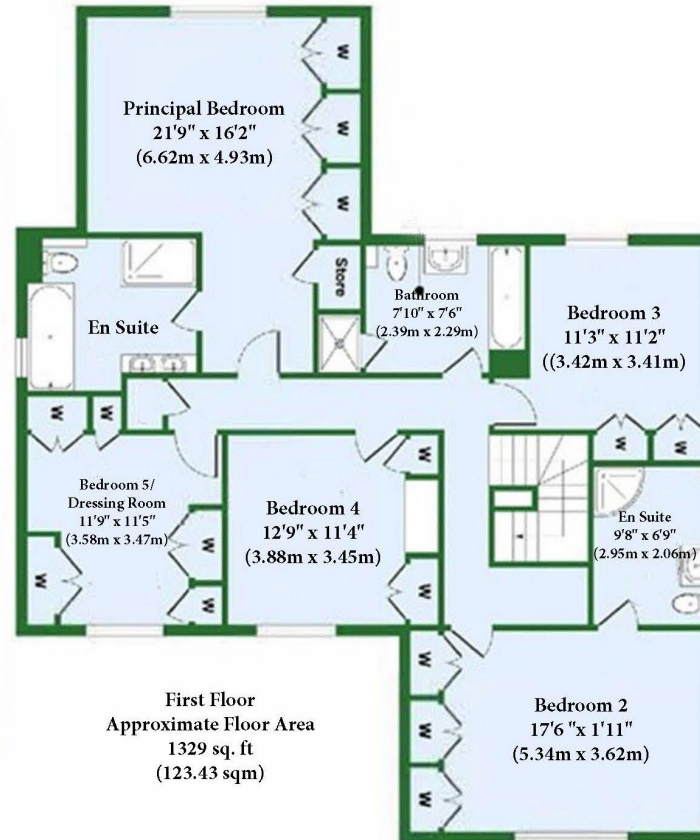 W
Principal Bedroom
21'9" x 16'2"
(6.62m x 4.93m)
W
W
Store
En Suite
Bathroom
7'10" x 7'6"
(2.39m x 2.29m)
Bedroom 3
11'3" x 11'2"
((3.42m x 3.41m)
W
W
W
W
Bedroom 5/
Dressing Room
11'9" x 11'5"
(3.58m x 3.47m)
W
W
W
Bedroom 4
12'9" x 11'4"
(3.88m x 3.45m)
W
W
En Suite
9'8" x 6'9"
(2.95m x 2.06m)
W
W
W
Bedroom 2
17'6 "x 1'11"
(5.34m x 3.62m)
First Floor
Approximate Floor Area
1329 sq. ft
(123.43 sqm)